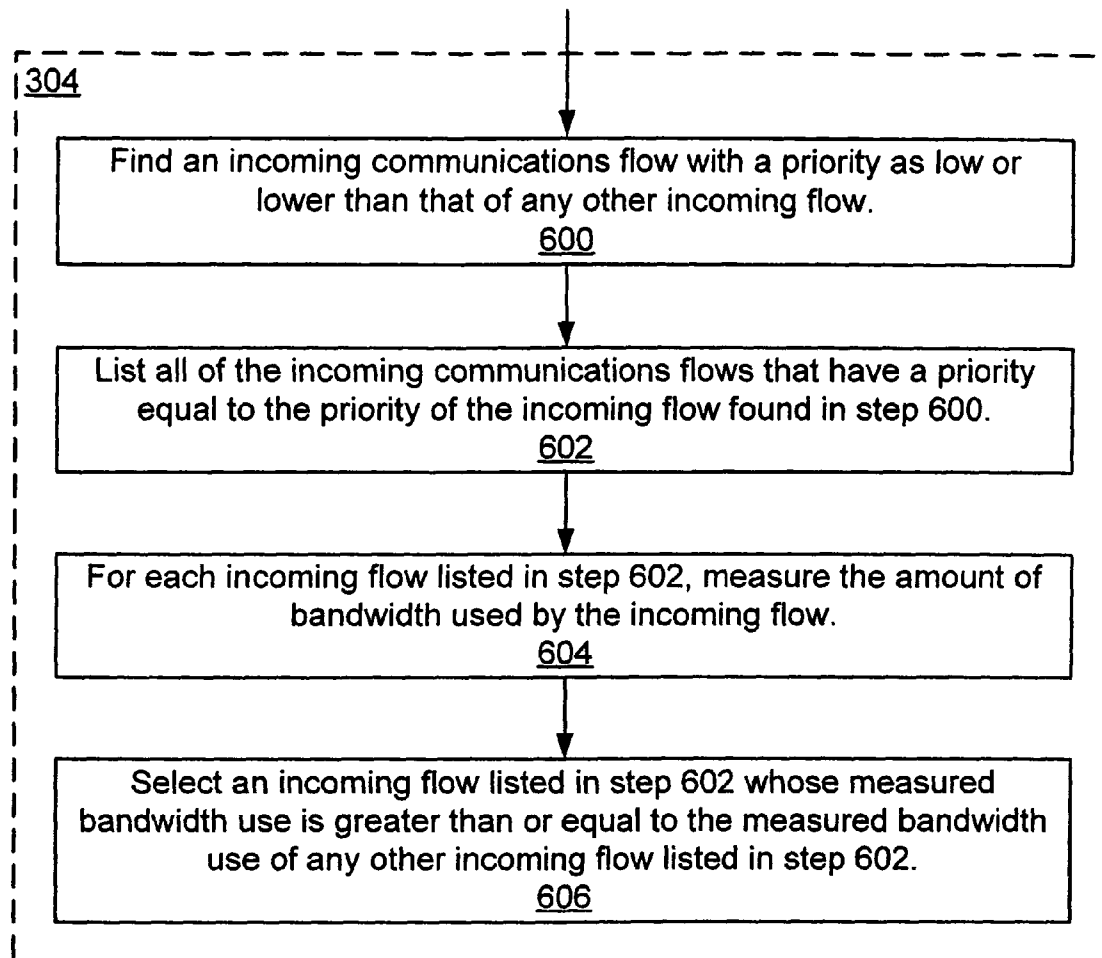 304
Find an incoming communications flow with a priority as low or
lower than that of any other incoming flow.
600
List all of the incoming communications flows that have a priority
equal to the priority of the incoming flow found in step 600.
602
For each incoming flow listed in step 602, measure the amount of
bandwidth used by the incoming flow.
604
Select an incoming flow listed in step 602 whose measured
bandwidth use is greater than or equal to the measured bandwidth
use of any other incoming flow listed in step 602.
606